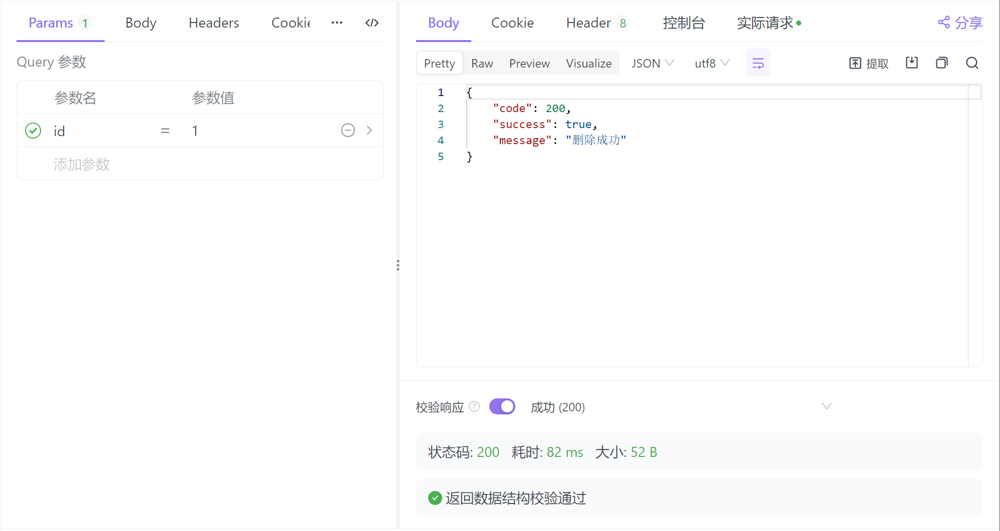 Params 1 Body Headers Cookie ··· </>
Query 参数
参数名 参数值
id = 1
添加参数
Body Cookie Header 8 控制台 实际请求 分享
Pretty Raw Preview Visualize JSON utf8 提取
1 {
2 "code": 200,
3 "success": true,
4 "message": "删除成功"
5 }
校验响应 ? 成功 (200)
状态码: 200 耗时: 82 ms 大小: 52 B
返回数据结构校验通过